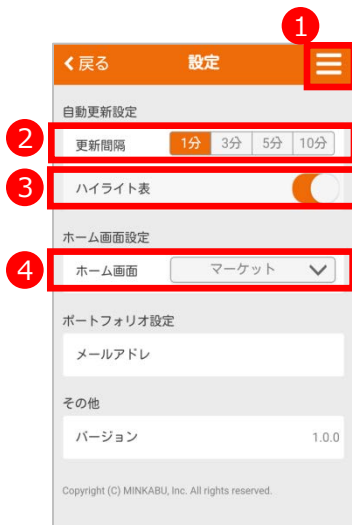 1
戻る 設定
自動更新設定
2 更新間隔 1分 3分 5分 10分
3 ハイライト表
ホーム画面設定
4 ホーム画面 マーケット
ポートフォリオ設定
メールアドレ
その他
バージョン 1.0.0
Copyright (C) MINKABU, Inc. All rights reserved.